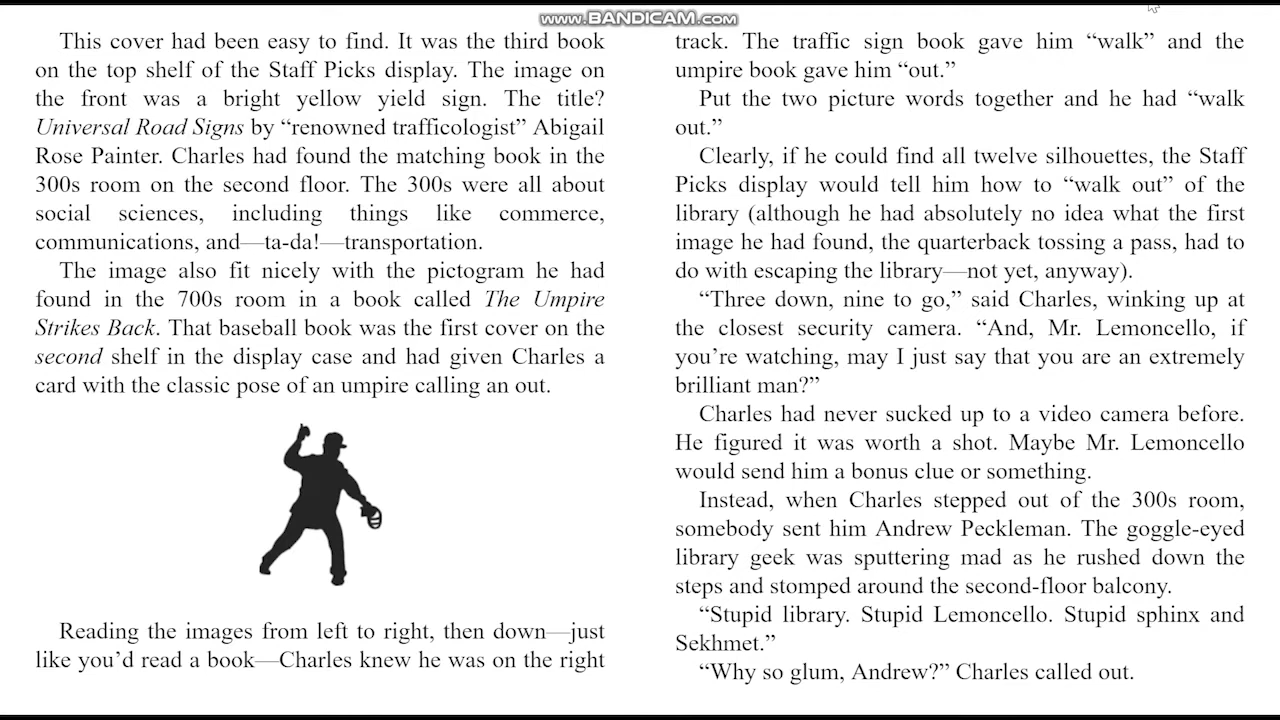 www.BANDICAM.com
This cover had been easy to find. It was the third book
on the top shelf of the Staff Picks display. The image on
the front was a bright yellow yield sign. The title?
Universal Road Signs by “renowned trafficologist” Abigail
Rose Painter. Charles had found the matching book in the
300s room on the second floor. The 300s were all about
social sciences, including things like commerce,
communications, and—ta-da!—transportation.
The image also fit nicely with the pictogram he had
found in the 700s room in a book called The Umpire
Strikes Back. That baseball book was the first cover on the
second shelf in the display case and had given Charles a
card with the classic pose of an umpire calling an out.
Reading the images from left to right, then down—just
like you’d read a book—Charles knew he was on the right
track. The traffic sign book gave him “walk” and the
umpire book gave him “out.”
Put the two picture words together and he had “walk
out.”
Clearly, if he could find all twelve silhouettes, the Staff
Picks display would tell him how to “walk out” of the
library (although he had absolutely no idea what the first
image he had found, the quarterback tossing a pass, had to
do with escaping the library—not yet, anyway).
“Three down, nine to go,” said Charles, winking up at
the closest security camera. “And, Mr. Lemoncello, if
you’re watching, may I just say that you are an extremely
brilliant man?”
Charles had never sucked up to a video camera before.
He figured it was worth a shot. Maybe Mr. Lemoncello
would send him a bonus clue or something.
Instead, when Charles stepped out of the 300s room,
somebody sent him Andrew Peckleman. The goggle-eyed
library geek was sputtering mad as he rushed down the
steps and stomped around the second-floor balcony.
“Stupid library. Stupid Lemoncello. Stupid sphinx and
Sekhmet.”
“Why so glum, Andrew?” Charles called out.